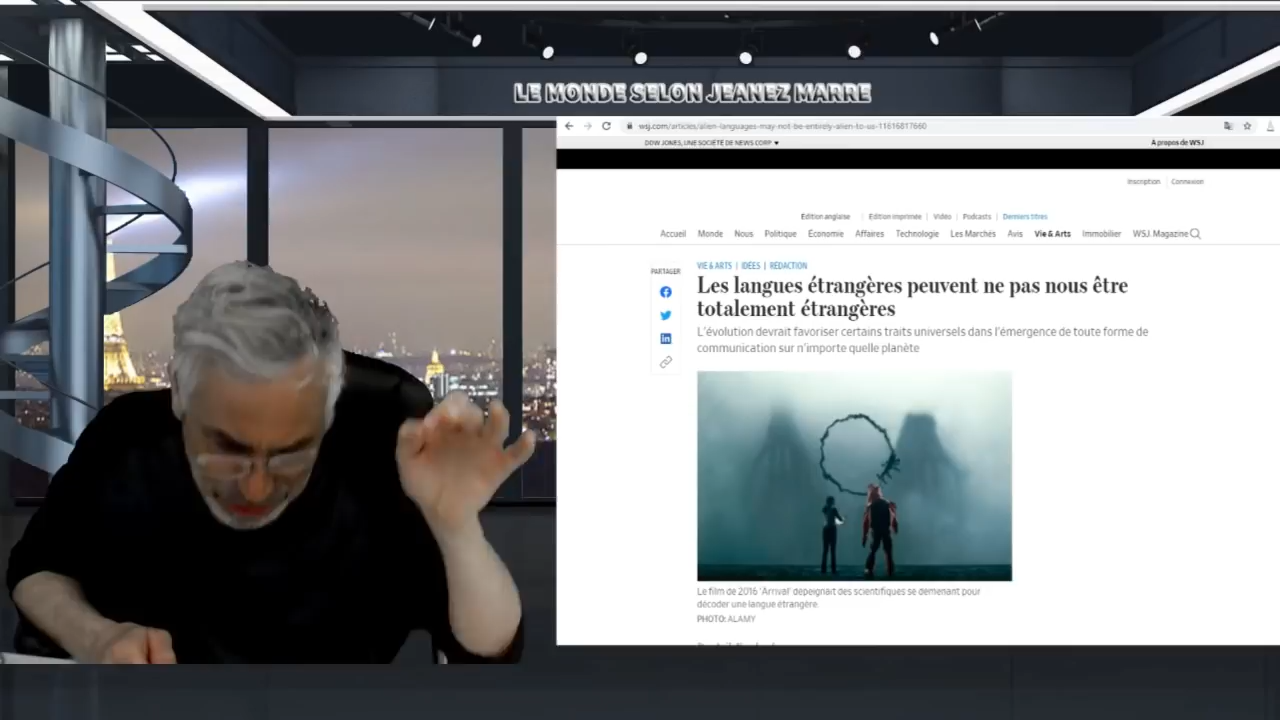 LE MONDE SELON JEANEZ MARRE
wsj.com/articles/alien-languages-may-not-be-entirely-alien-to-us-11616817660
DOW JONES, UNE SOCIÉTÉ DE NEWS CORP ▼ À propos de WSJ
Inscription | Connexion
Edition anglaise | Edition imprimée | Vidéo | Podcasts | Derniers titres
Accueil Monde Nous Politique Économie Affaires Technologie Les Marchés Avis Vie & Arts Immobilier WSJ. Magazine
PARTAGER
VIE & ARTS | IDÉES | RÉDACTION
Les langues étrangères peuvent ne pas nous être
totalement étrangères
L'évolution devrait favoriser certains traits universels dans l'émergence de toute forme de
communication sur n'importe quelle planète
Le film de 2016 'Arrival' dépeignait des scientifiques se démenant pour
décoder une langue étrangère.
PHOTO: ALAMY